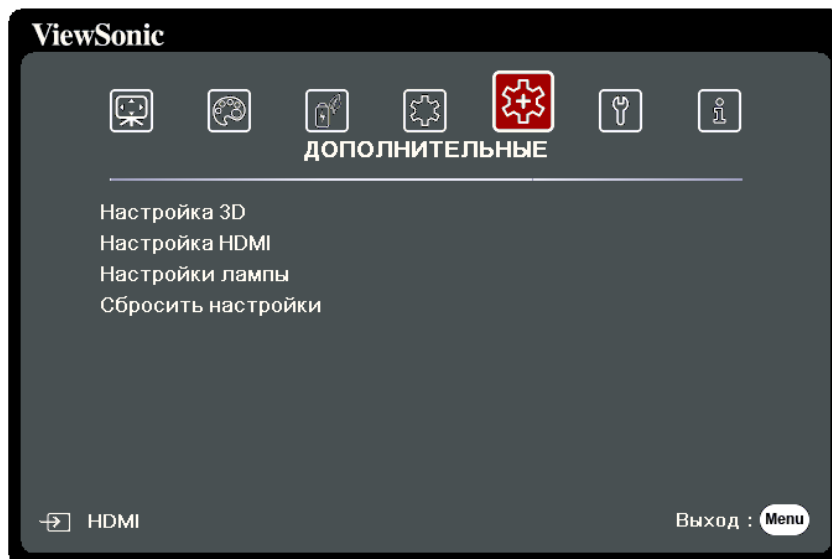 ViewSonic
ДОПОЛНИТЕЛЬНЫЕ
Настройка 3D
Настройка HDMI
Настройки лампы
Сбросить настройки
HDMI
Выход : Menu